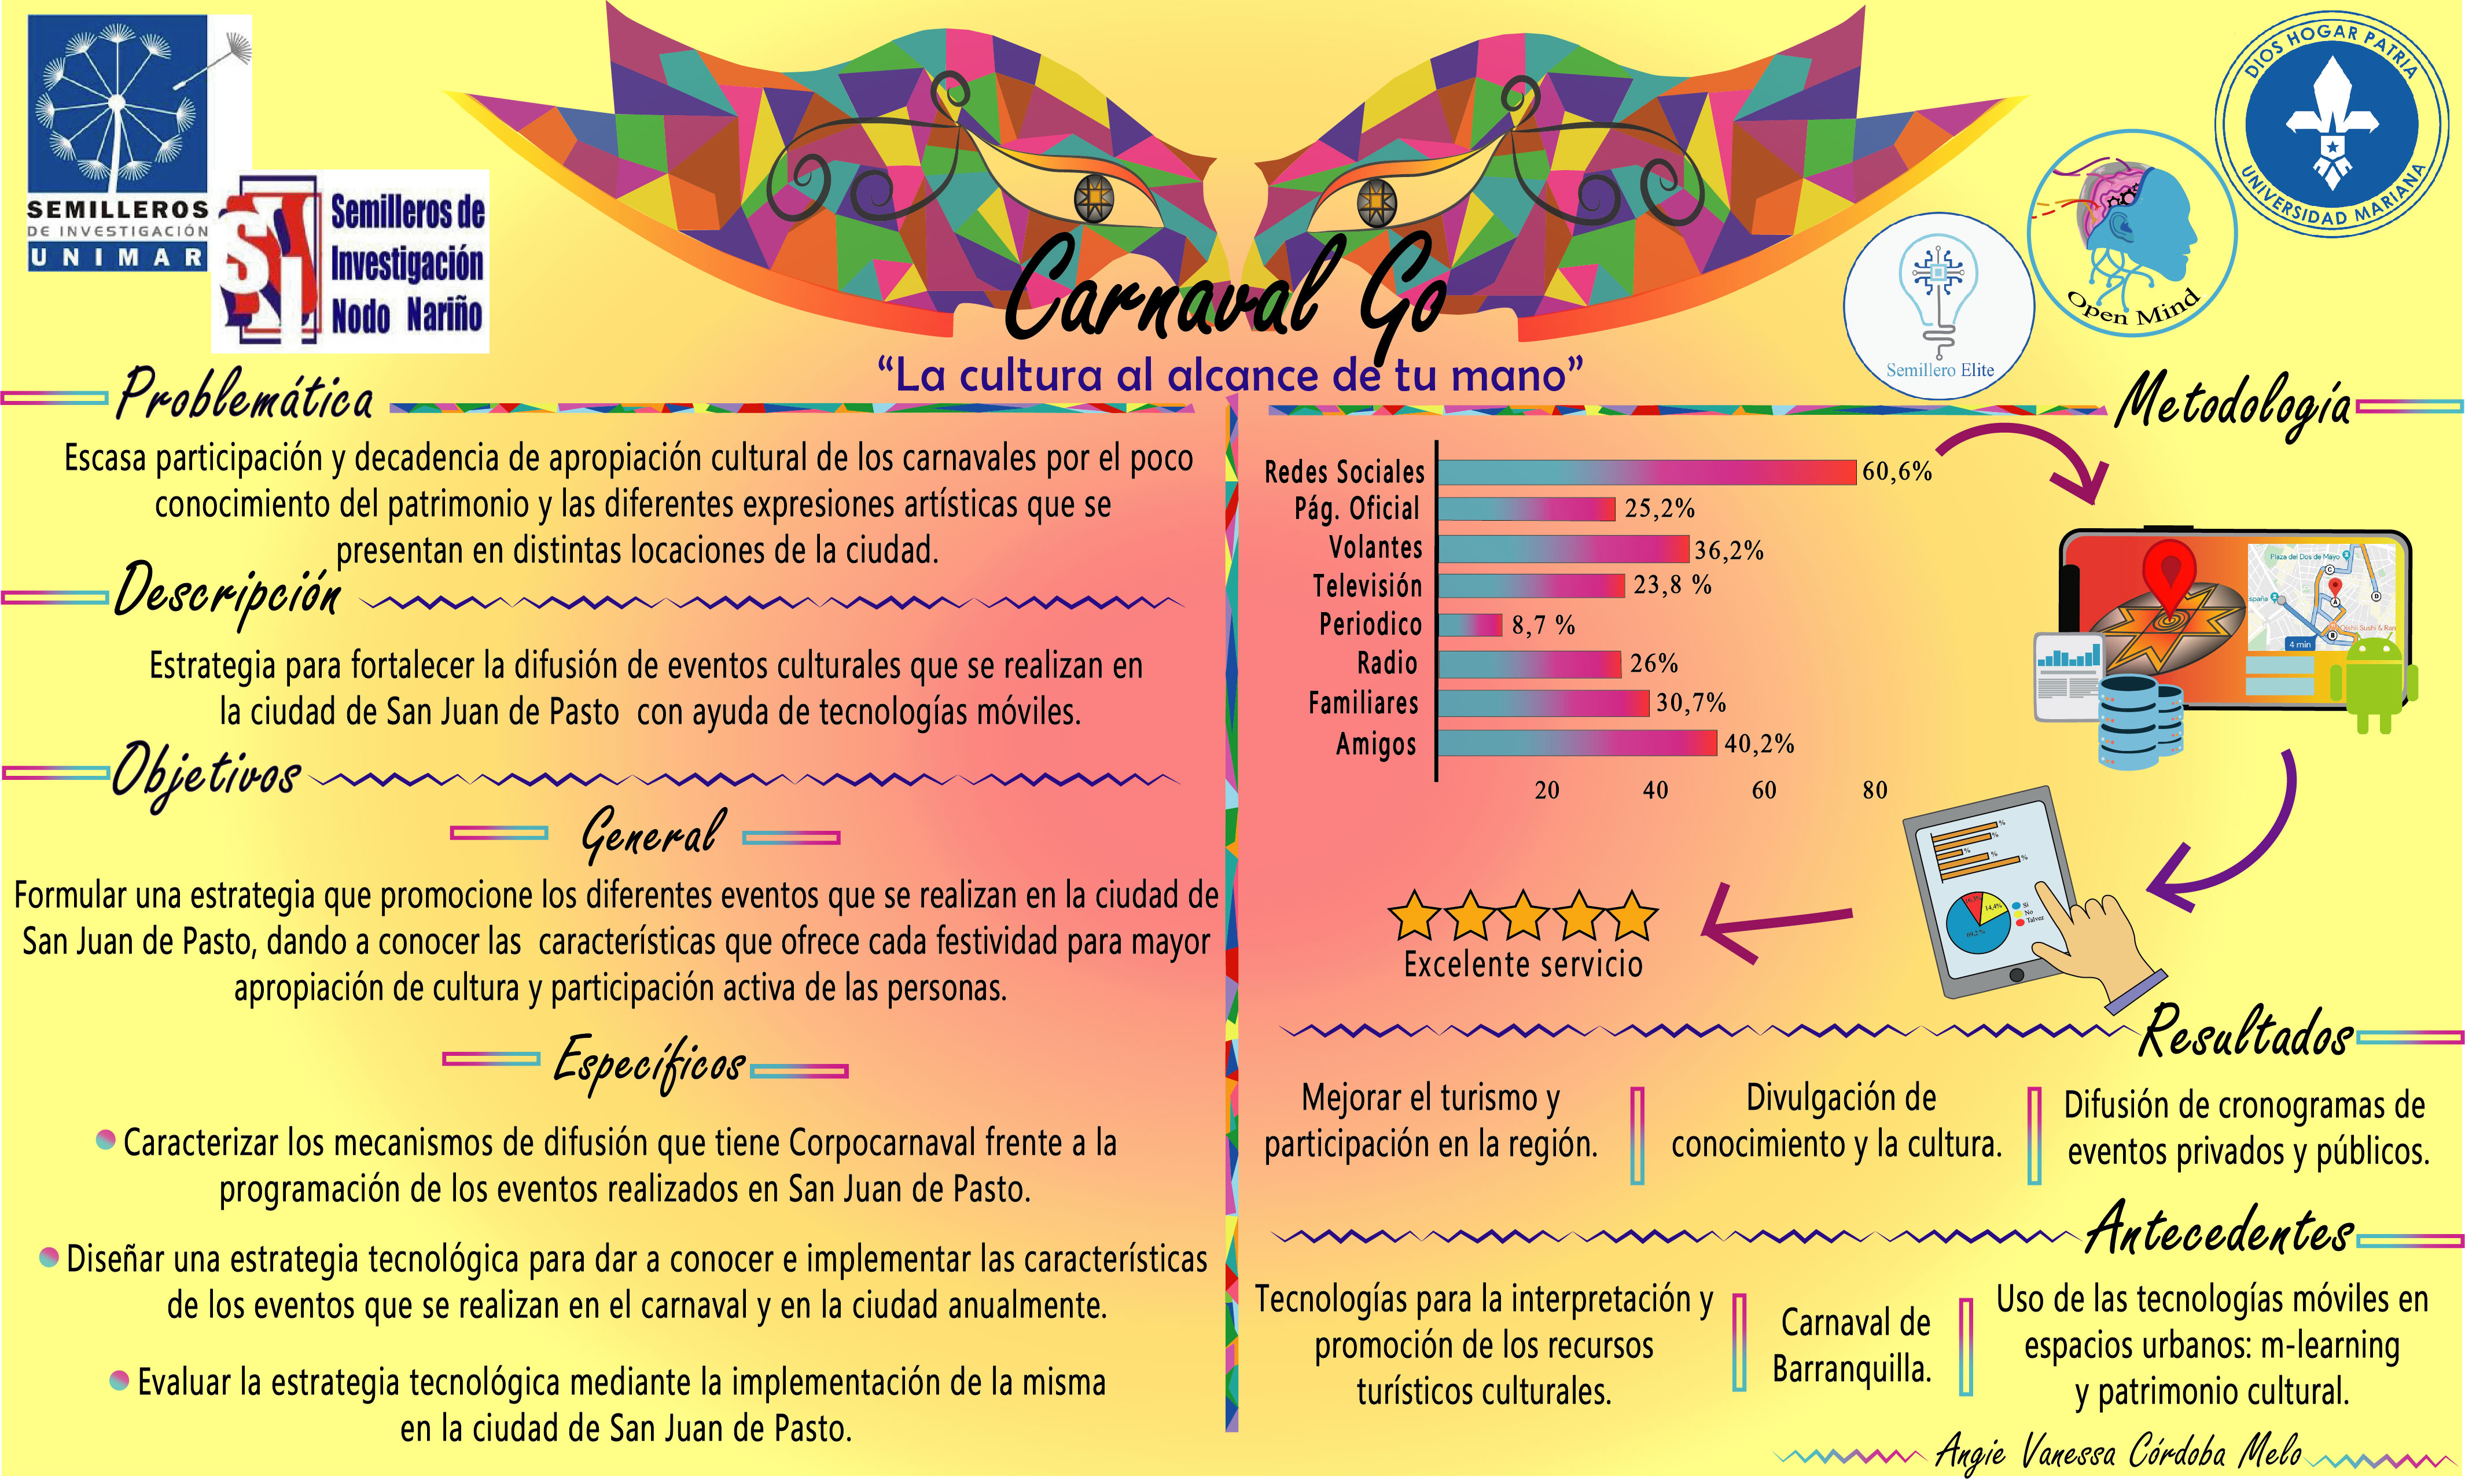 SEMILLEROS
DE INVESTIGACIÓN
UNIMAR
Semilleros de
Investigación
Nodo Nariño
Carnaval Go
“La cultura al alcance de tu mano”
DIOS HOGAR PATRIA
UNIVERSIDAD MARIANA
Open Mind
Semillero Elite
Problemática
Escasa participación y decadencia de apropiación cultural de los carnavales por el poco
conocimiento del patrimonio y las diferentes expresiones artísticas que se
presentan en distintas locaciones de la ciudad.
Descripción
Estrategia para fortalecer la difusión de eventos culturales que se realizan en
la ciudad de San Juan de Pasto con ayuda de tecnologías móviles.
Objetivos
General
Formular una estrategia que promocione los diferentes eventos que se realizan en la ciudad de
San Juan de Pasto, dando a conocer las características que ofrece cada festividad para mayor
apropiación de cultura y participación activa de las personas.
Específicos
Caracterizar los mecanismos de difusión que tiene Corpocarnaval frente a la
programación de los eventos realizados en San Juan de Pasto.
Diseñar una estrategia tecnológica para dar a conocer e implementar las características
de los eventos que se realizan en el carnaval y en la ciudad anualmente.
Evaluar la estrategia tecnológica mediante la implementación de la misma
en la ciudad de San Juan de Pasto.
Metodología
Redes Sociales 60,6%
Pág. Oficial 25,2%
Volantes 36,2%
Televisión 23,8 %
Periodico 8,7 %
Radio 26%
Familiares 30,7%
Amigos 40,2%
20 40 60 80
Plaza del Dos de Mayo
C
B
A
B
España
4 min
%
%
%
%
%
14,4%
Si
No
Talvez
Excelente servicio
Resultados
Mejorar el turismo y
participación en la región.
Divulgación de
conocimiento y la cultura.
Difusión de cronogramas de
eventos privados y públicos.
Antecedentes
Tecnologías para la interpretación y
promoción de los recursos
turísticos culturales.
Carnaval de
Barranquilla.
Uso de las tecnologías móviles en
espacios urbanos: m-learning
y patrimonio cultural.
Angie Vanessa Córdoba Melo